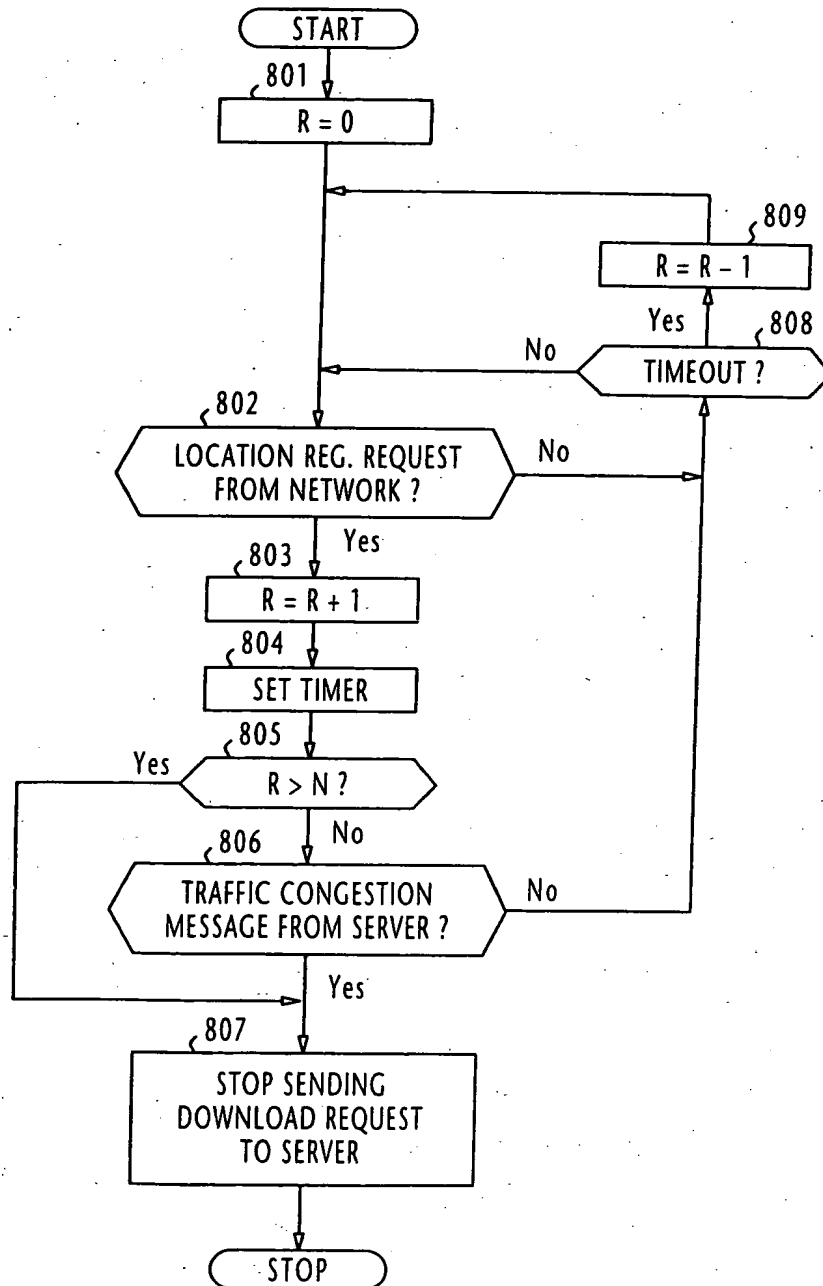 START
801
R = 0
809
R = R – 1
Yes
808
No
TIMEOUT ?
802
LOCATION REG. REQUEST
FROM NETWORK ?
No
Yes
803
R = R + 1
804
SET TIMER
805
Yes
R > N ?
No
806
TRAFFIC CONGESTION
MESSAGE FROM SERVER ?
No
Yes
807
STOP SENDING
DOWNLOAD REQUEST
TO SERVER
STOP